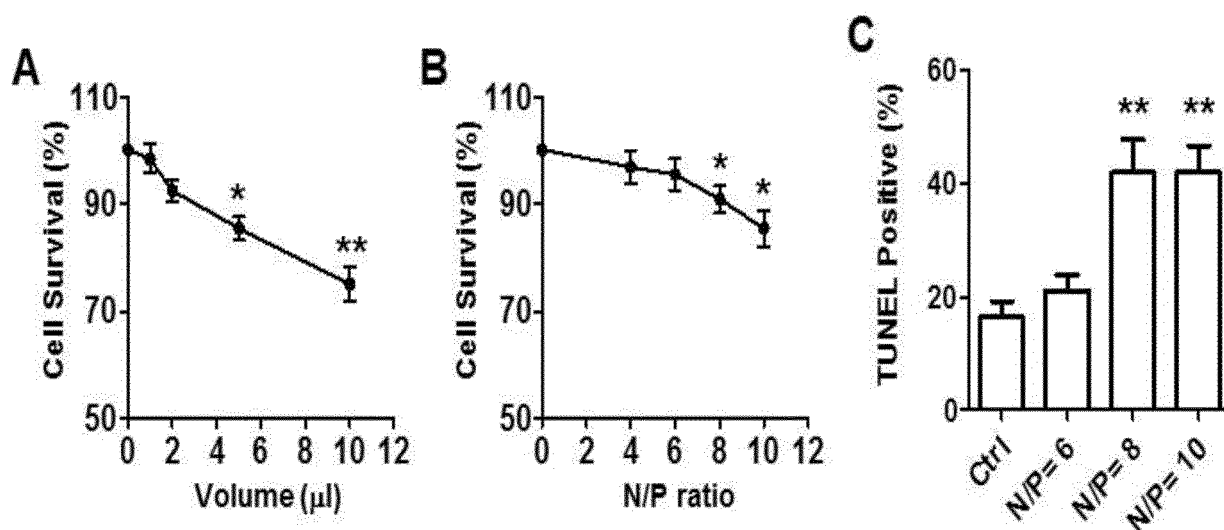 A
Cell Survival (%)
110
90
70
50
*
**
0 2 4 6 8 10 12
Volume (μl)
B
Cell Survival (%)
110
90
70
50
*
*
0 2 4 6 8 10 12
N/P ratio
C
TUNEL Positive (%)
60
40
20
0
** **
Ctrl
N/P= 6
N/P= 8
N/P= 10